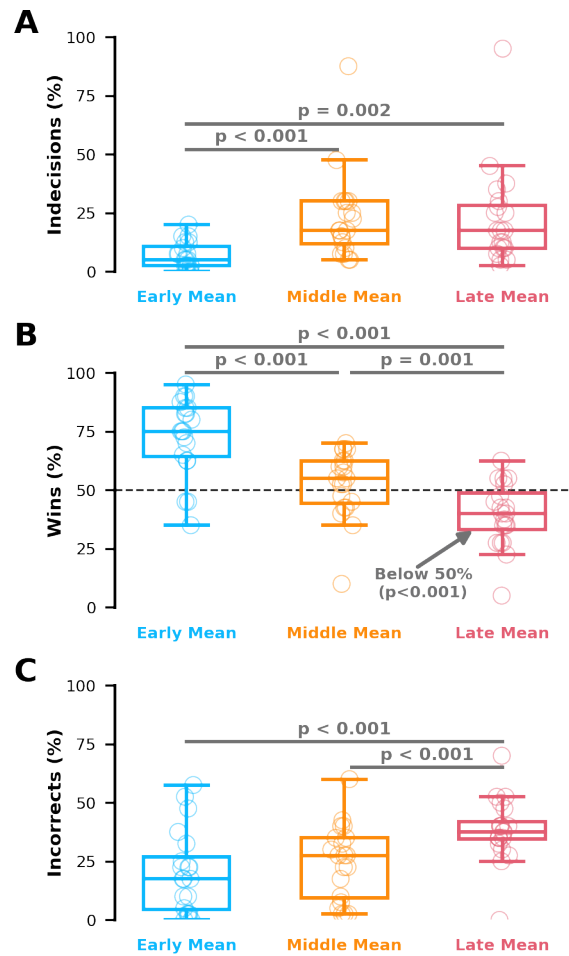 A
Indecisions (%)
100
75
50
25
0
p = 0.002
p < 0.001
Early Mean
Middle Mean
Late Mean
B
Wins (%)
100
75
50
25
0
p < 0.001
p < 0.001
p = 0.001
Below 50%
(p<0.001)
Early Mean
Middle Mean
Late Mean
C
Incorrects (%)
100
75
50
25
0
p < 0.001
p < 0.001
Early Mean
Middle Mean
Late Mean